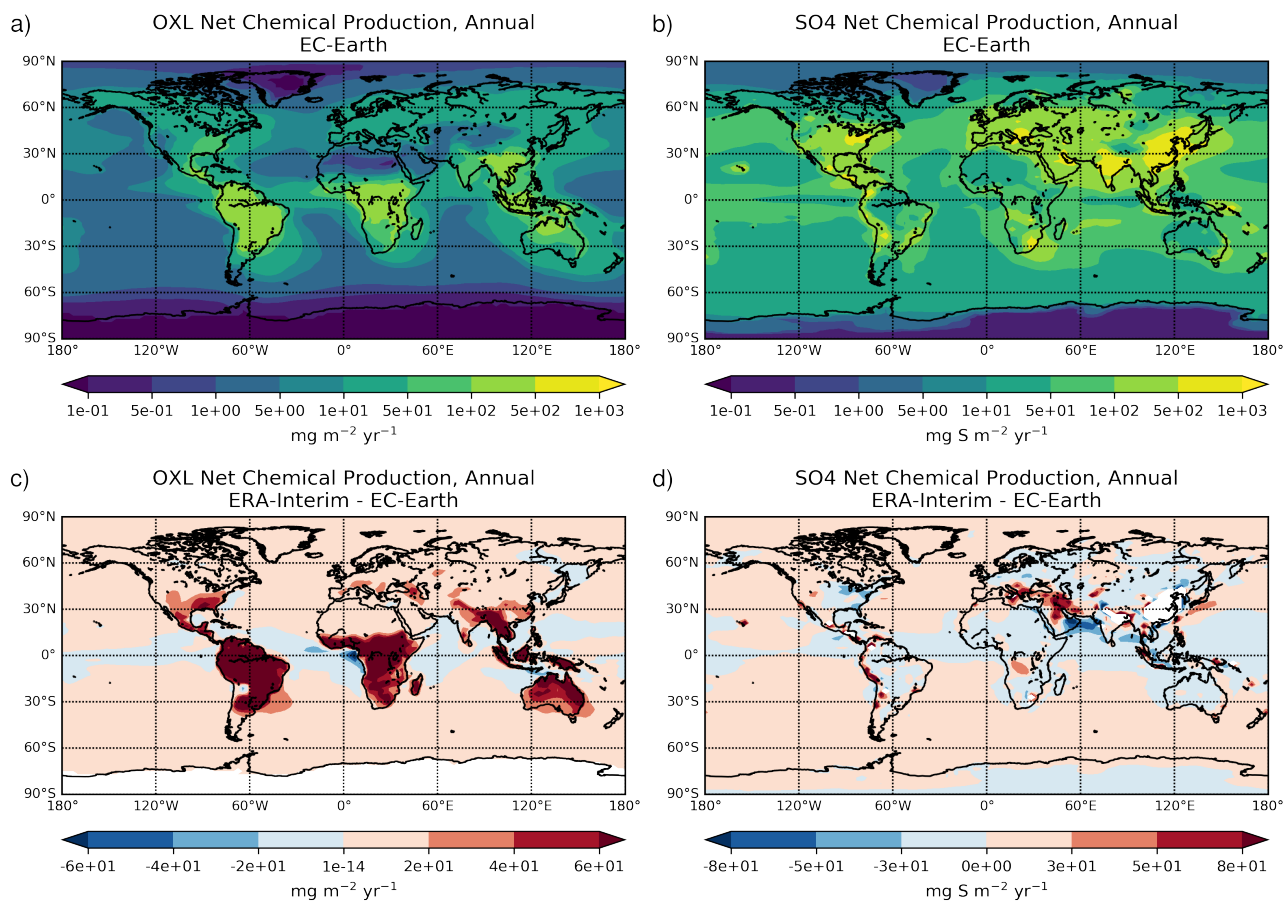 a)
OXL Net Chemical Production, Annual
EC-Earth
90°N
60°N
30°N
0°
30°S
60°S
90°S
180° 120°W 60°W 0° 60°E 120°E 180°
1e-01 5e-01 1e+00 5e+00 1e+01 5e+01 1e+02 5e+02 1e+03
mg m⁻² yr⁻¹
b)
SO4 Net Chemical Production, Annual
EC-Earth
90°N
60°N
30°N
0°
30°S
60°S
90°S
180° 120°W 60°W 0° 60°E 120°E 180°
1e-01 5e-01 1e+00 5e+00 1e+01 5e+01 1e+02 5e+02 1e+03
mg S m⁻² yr⁻¹
c)
OXL Net Chemical Production, Annual
ERA-Interim - EC-Earth
90°N
60°N
30°N
0°
30°S
60°S
90°S
180° 120°W 60°W 0° 60°E 120°E 180°
-6e+01 -4e+01 -2e+01 1e-14 2e+01 4e+01 6e+01
mg m⁻² yr⁻¹
d)
SO4 Net Chemical Production, Annual
ERA-Interim - EC-Earth
90°N
60°N
30°N
0°
30°S
60°S
90°S
180° 120°W 60°W 0° 60°E 120°E 180°
-8e+01 -5e+01 -3e+01 0e+00 3e+01 5e+01 8e+01
mg S m⁻² yr⁻¹